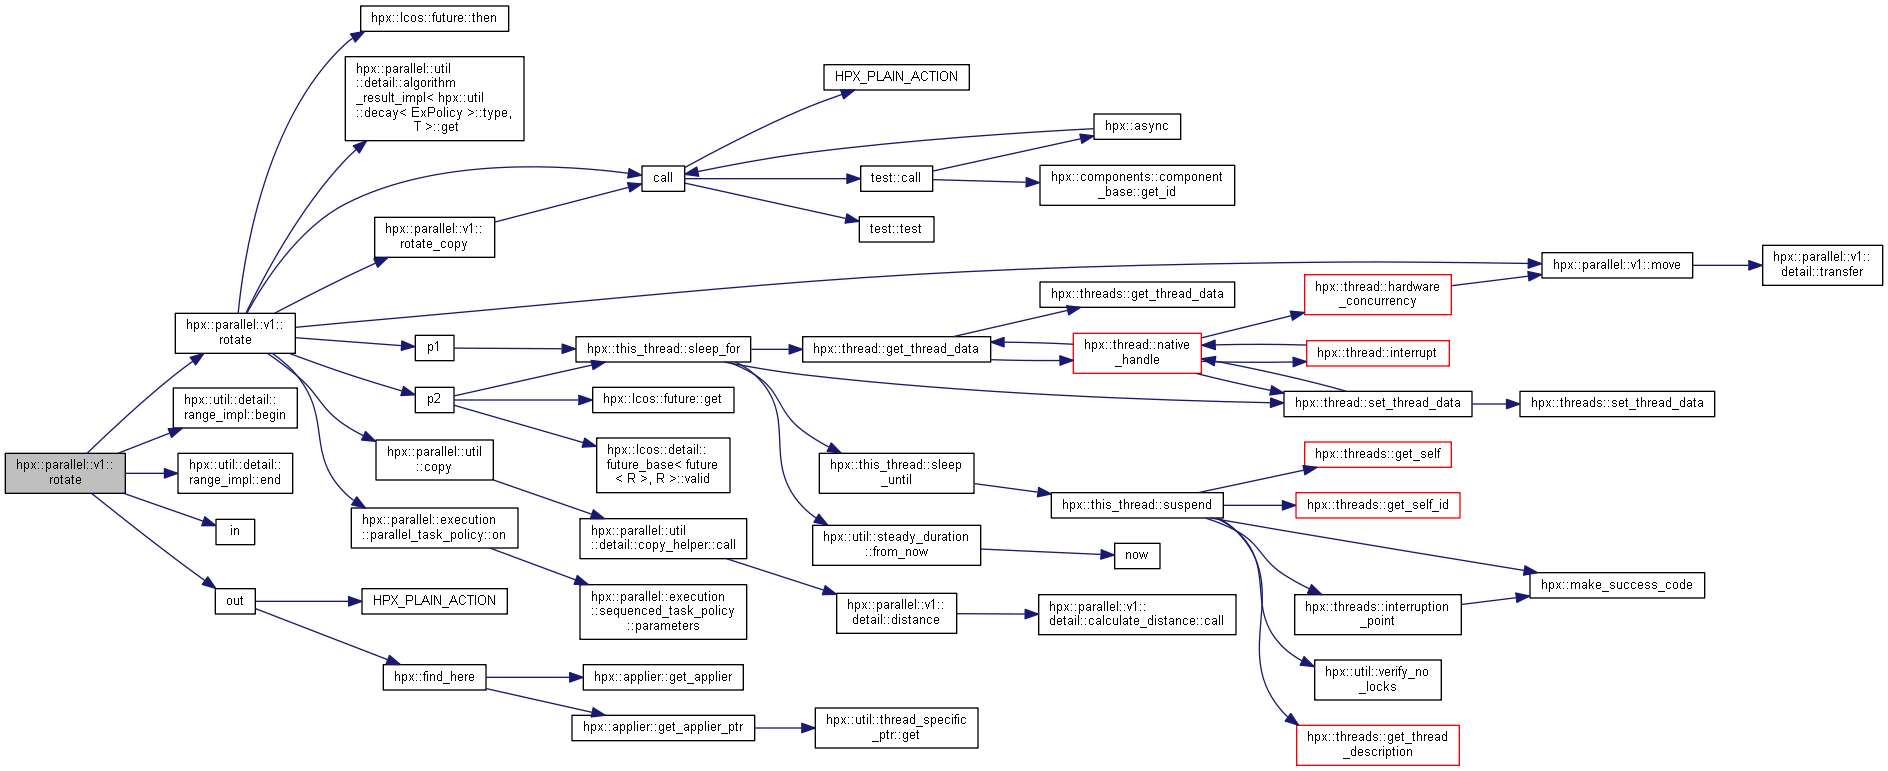 hpx::lcos::future::then
hpx::parallel::util
::detail::algorithm
_result_impl< hpx::util
::decay< ExPolicy >::type,
T >::get
HPX_PLAIN_ACTION
hpx::async
call
test::call
hpx::components::component
_base::get_id
test::test
hpx::parallel::v1::
rotate_copy
hpx::parallel::v1::move
hpx::parallel::v1::
detail::transfer
hpx::thread::hardware
_concurrency
hpx::threads::get_thread_data
hpx::parallel::v1::
rotate
p1
hpx::this_thread::sleep_for
hpx::thread::get_thread_data
hpx::thread::native
_handle
hpx::thread::interrupt
hpx::util::detail::
range_impl::begin
p2
hpx::lcos::future::get
hpx::thread::set_thread_data
hpx::threads::set_thread_data
hpx::parallel::v1::
rotate
hpx::util::detail::
range_impl::end
hpx::parallel::util
::copy
hpx::lcos::detail::
future_base< future
< R >, R >::valid
hpx::this_thread::sleep
_until
hpx::threads::get_self
hpx::this_thread::suspend
hpx::threads::get_self_id
in
hpx::parallel::execution
::parallel_task_policy::on
hpx::parallel::util
::detail::copy_helper::call
hpx::util::steady_duration
::from_now
now
hpx::make_success_code
out
HPX_PLAIN_ACTION
hpx::parallel::execution
::sequenced_task_policy
::parameters
hpx::parallel::v1::
detail::distance
hpx::parallel::v1::
detail::calculate_distance::call
hpx::threads::interruption
_point
hpx::find_here
hpx::applier::get_applier
hpx::util::verify_no
_locks
hpx::applier::get_applier_ptr
hpx::util::thread_specific
_ptr::get
hpx::threads::get_thread
_description